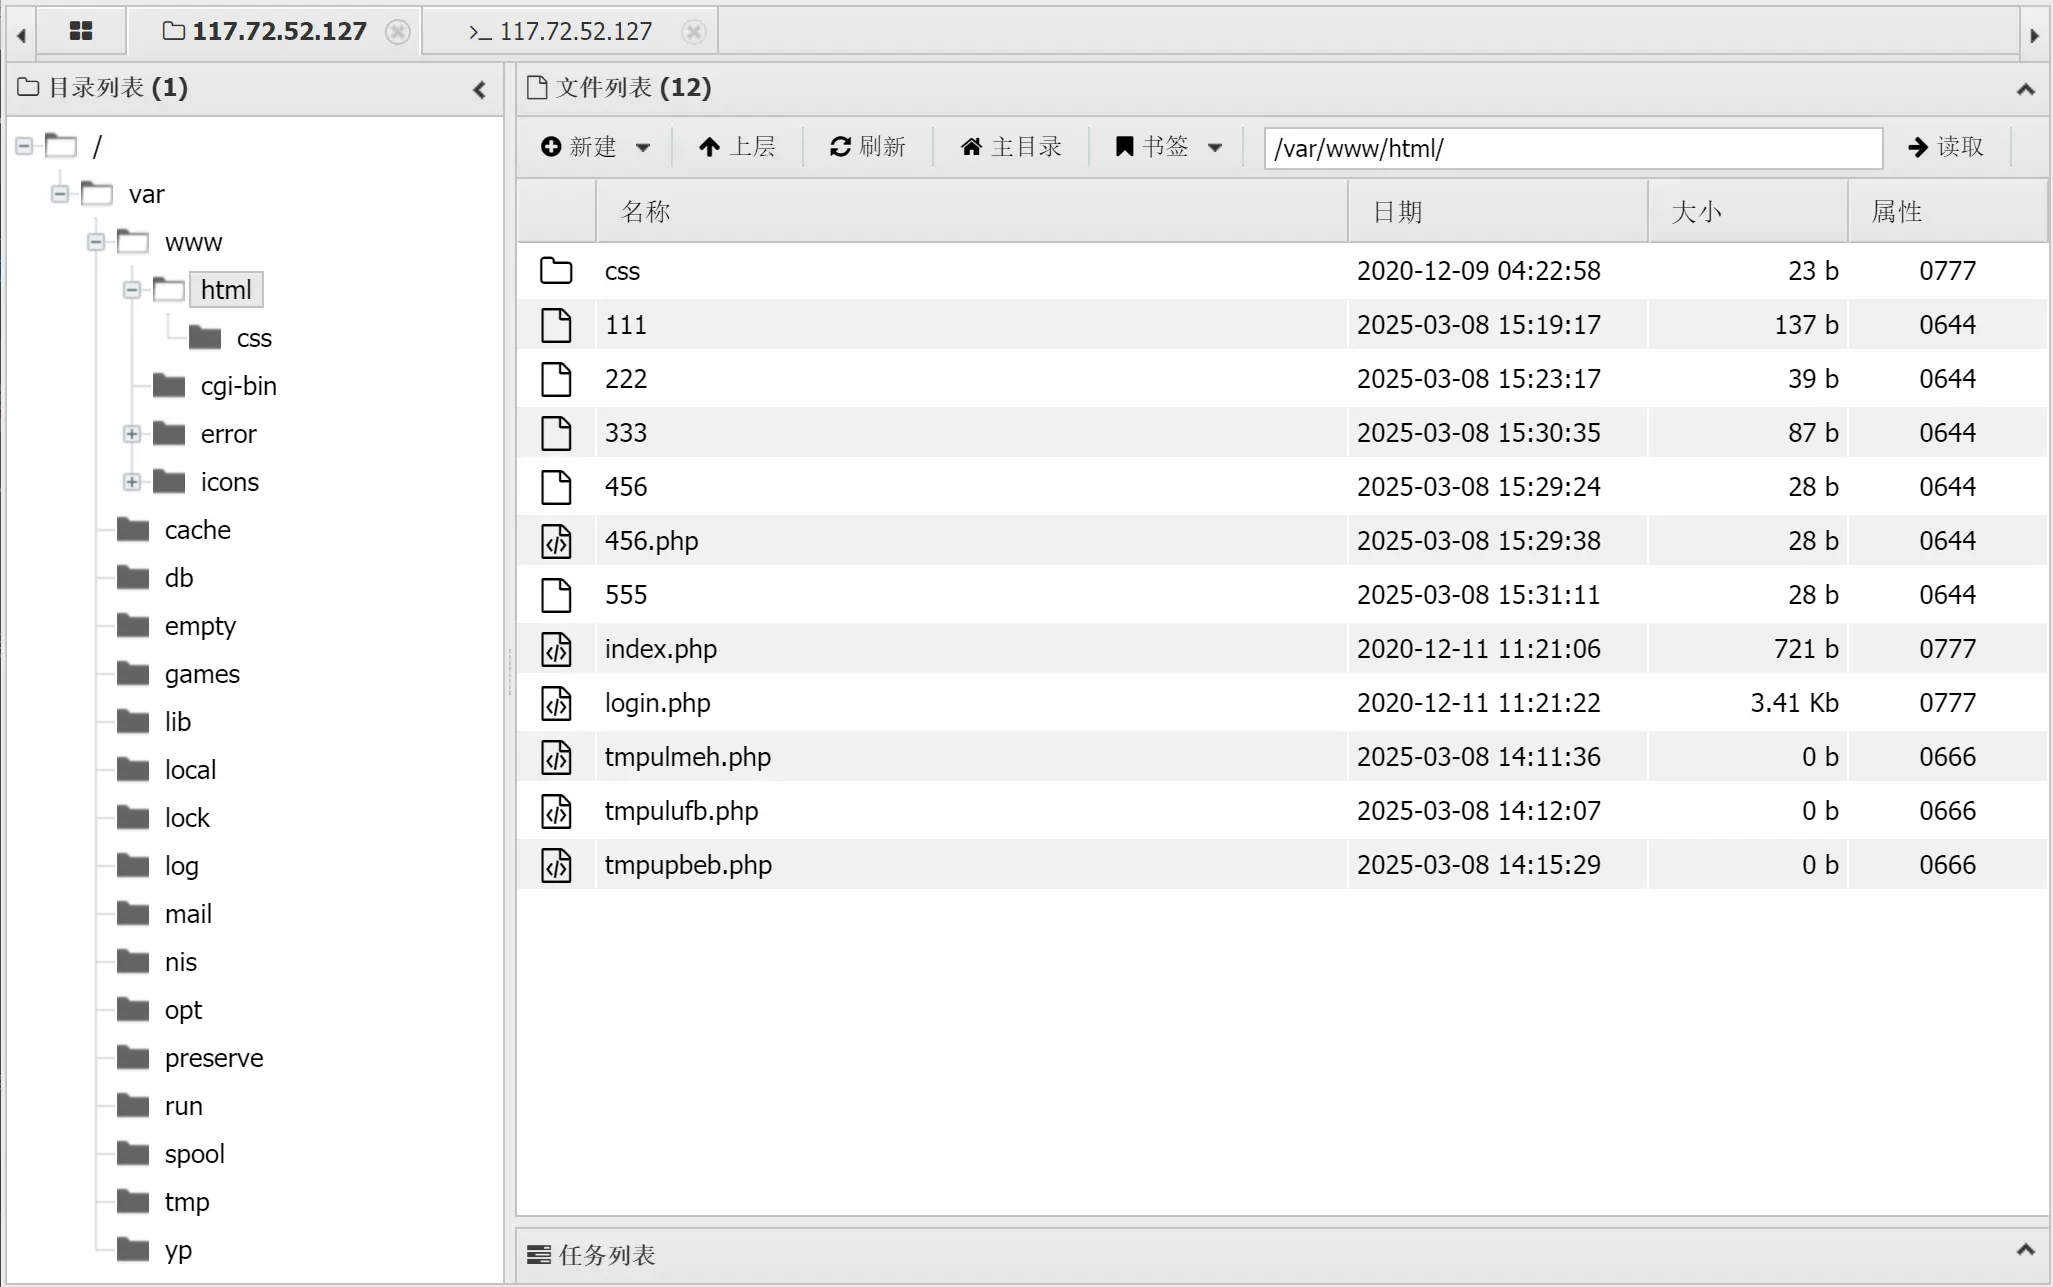 117.72.52.127
>_ 117.72.52.127
目录列表 (1)
/
var
www
html
css
cgi-bin
error
icons
cache
db
empty
games
lib
local
lock
log
mail
nis
opt
preserve
run
spool
tmp
yp
文件列表 (12)
新建 上层 刷新 主目录 书签 /var/www/html/ 读取
名称 日期 大小 属性
css 2020-12-09 04:22:58 23 b 0777
111 2025-03-08 15:19:17 137 b 0644
222 2025-03-08 15:23:17 39 b 0644
333 2025-03-08 15:30:35 87 b 0644
456 2025-03-08 15:29:24 28 b 0644
456.php 2025-03-08 15:29:38 28 b 0644
555 2025-03-08 15:31:11 28 b 0644
index.php 2020-12-11 11:21:06 721 b 0777
login.php 2020-12-11 11:21:22 3.41 Kb 0777
tmpulmeh.php 2025-03-08 14:11:36 0 b 0666
tmpulufb.php 2025-03-08 14:12:07 0 b 0666
tmpupbeb.php 2025-03-08 14:15:29 0 b 0666
任务列表